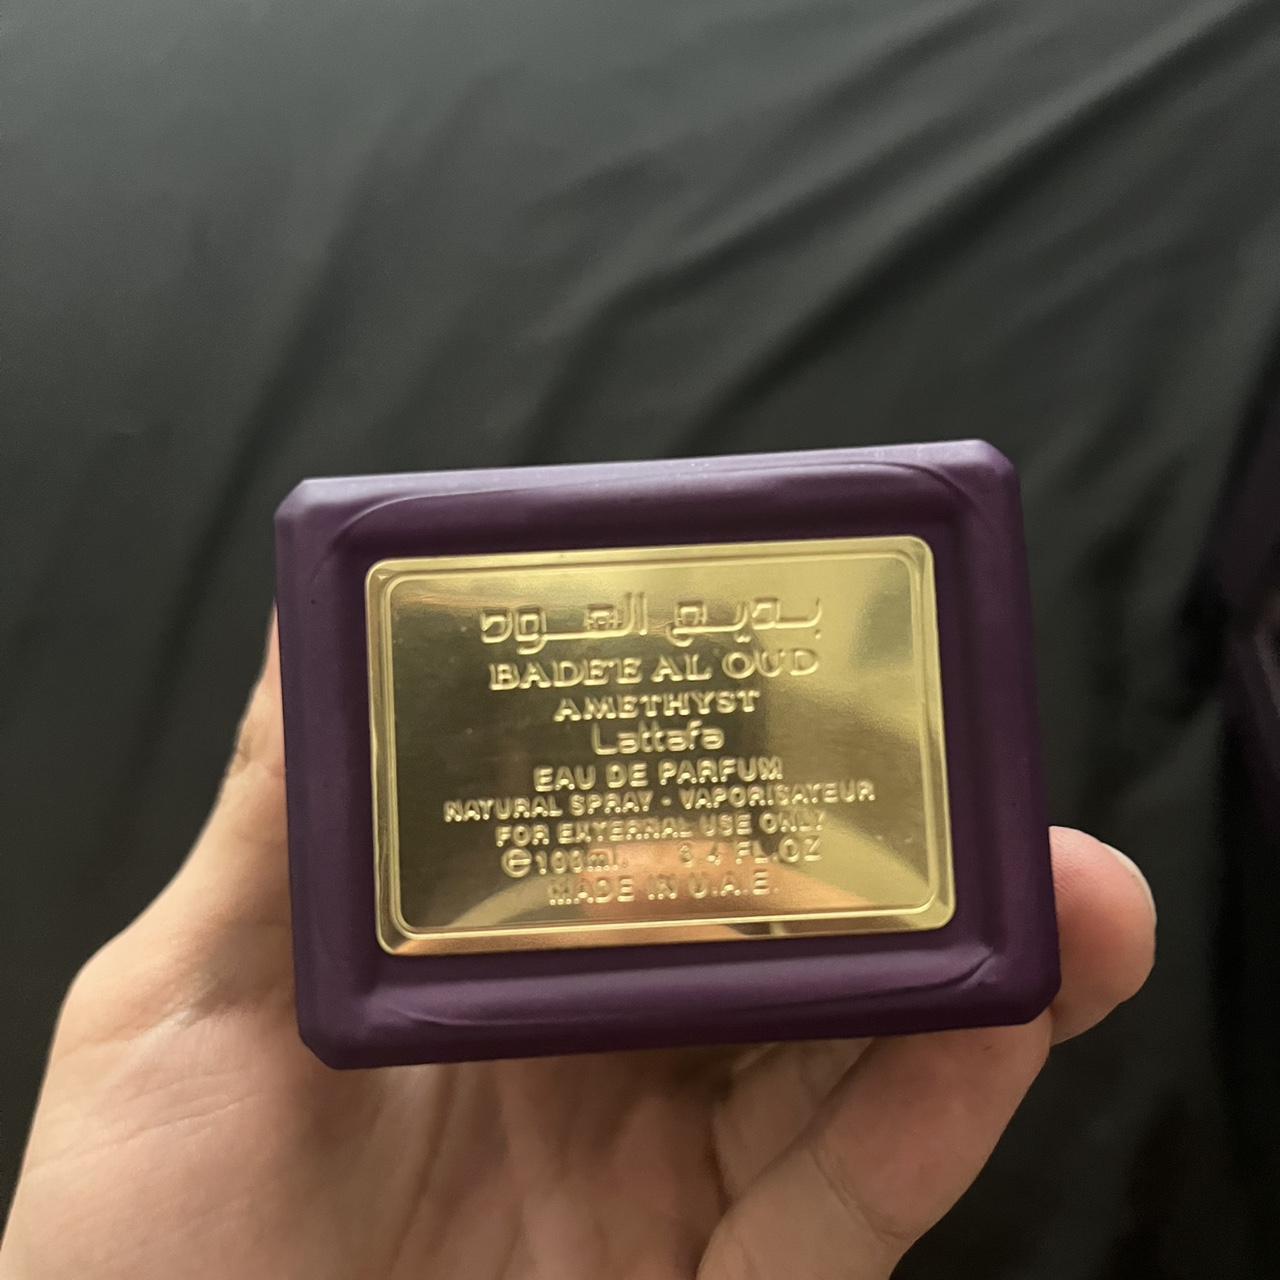 بديع العود
BADE'E AL OUD
AMETHYST
Lattafa
EAU DE PARFUM
NATURAL SPRAY - VAPORISATEUR
FOR EXTERNAL USE ONLY
℮100ml. 3.4 FL.OZ
MADE IN U.A.E.